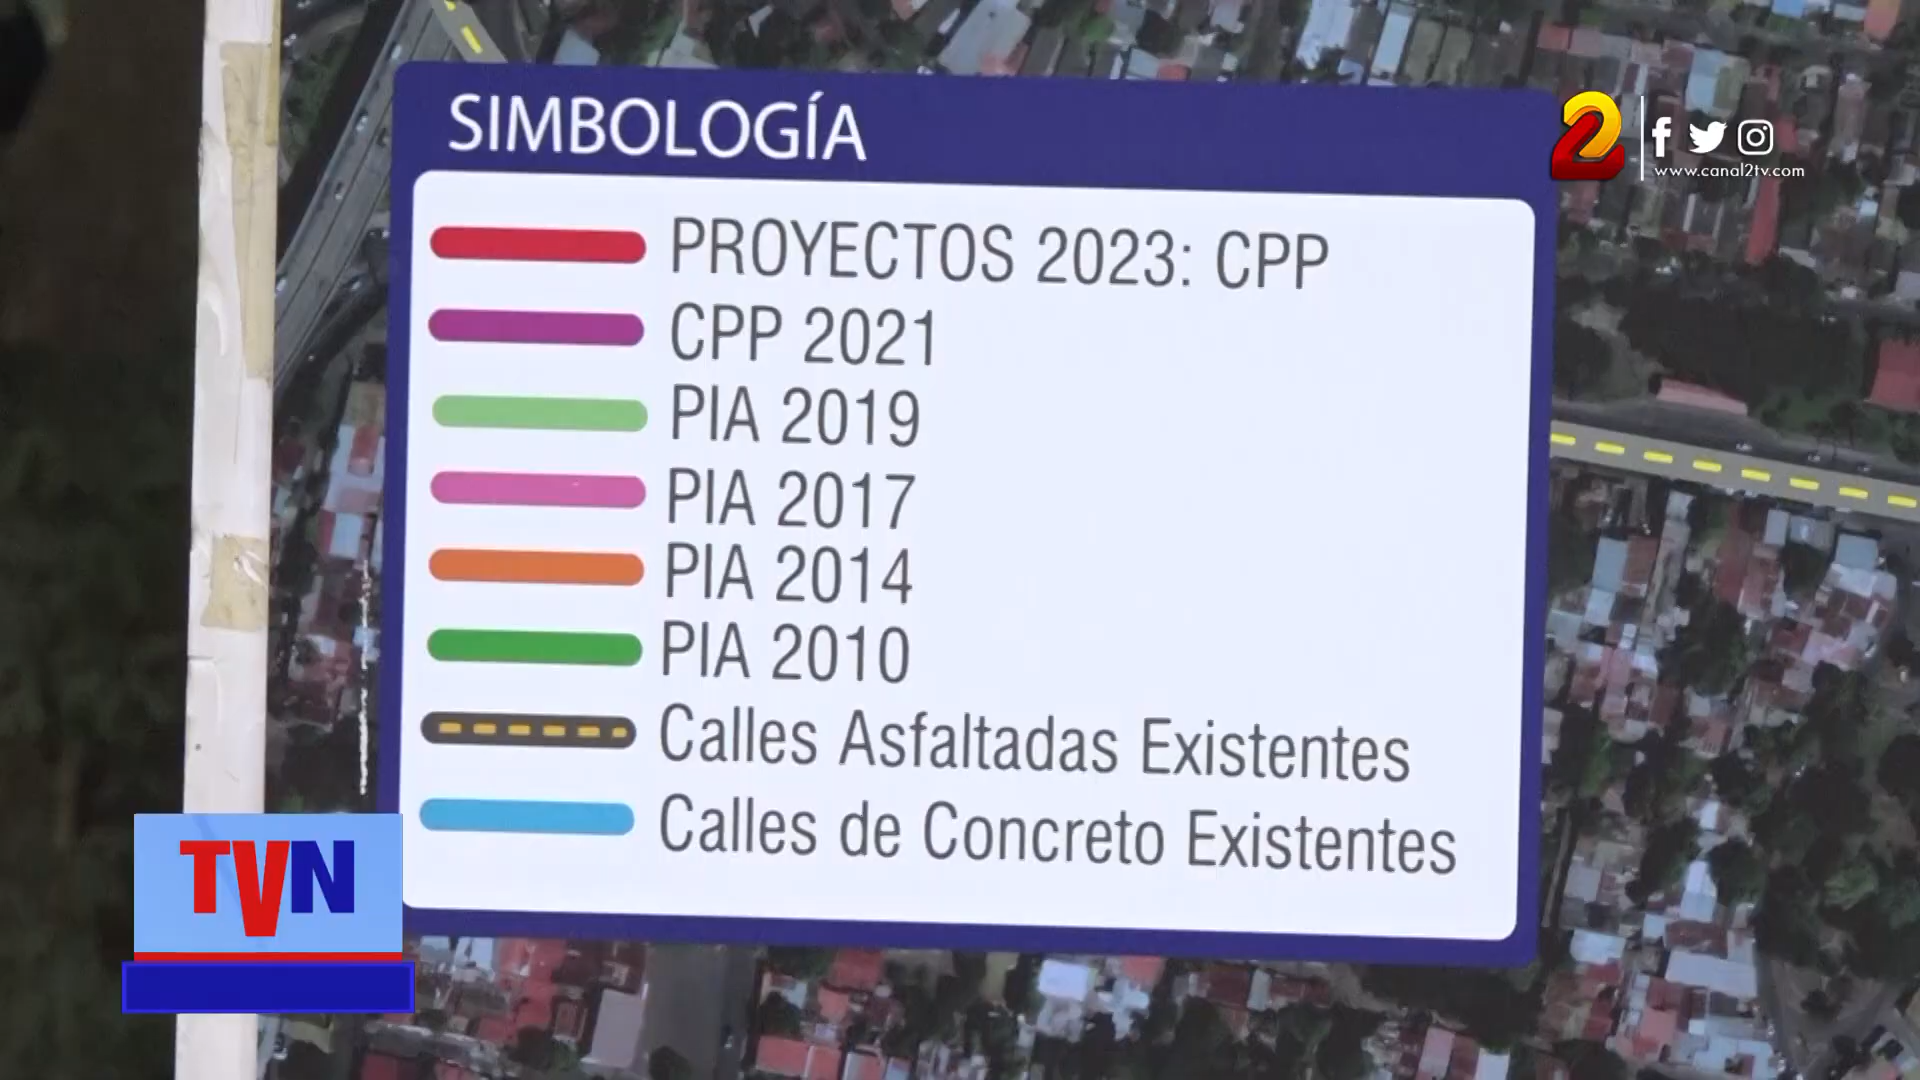 SIMBOLOGÍA
2
www.canal2tv.com
PROYECTOS 2023: CPP
CPP 2021
PIA 2019
PIA 2017
PIA 2014
PIA 2010
Calles Asfaltadas Existentes
Calles de Concreto Existentes
TVN